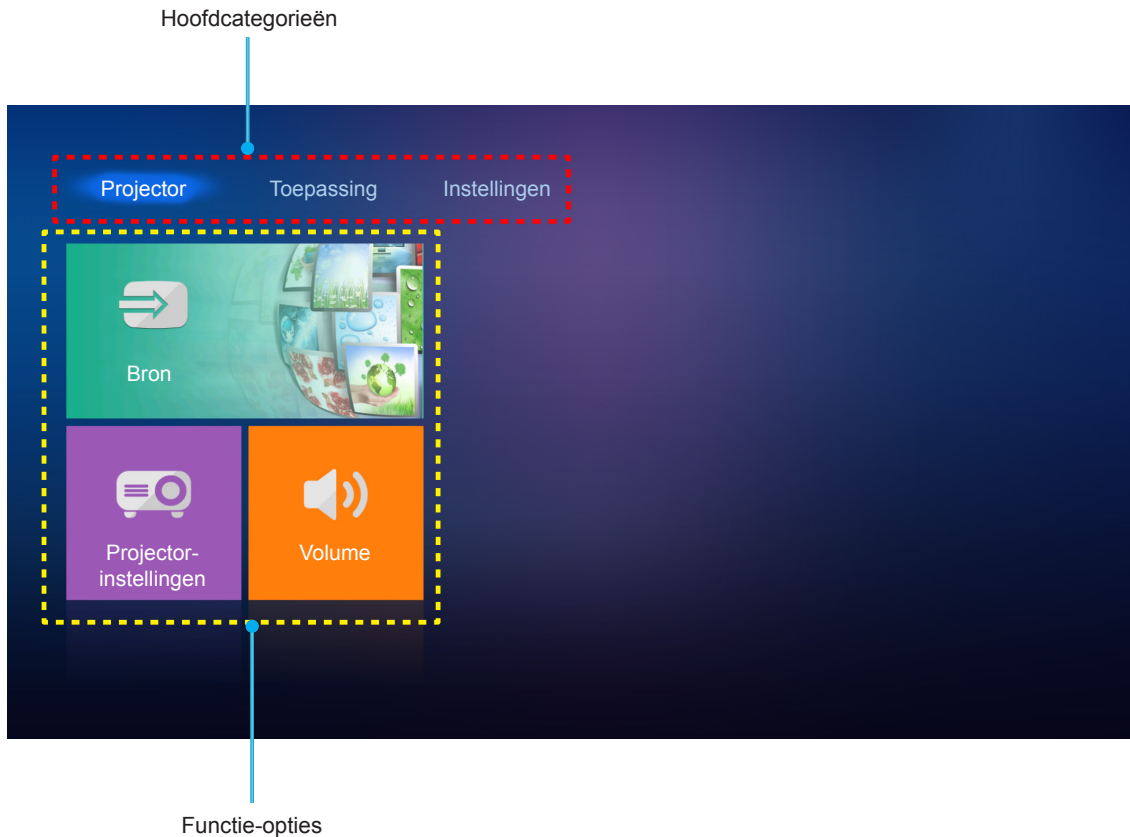 Hoofdcategorieën
Projector Toepassing Instellingen
Bron
Projector-
instellingen
Volume
Functie-opties